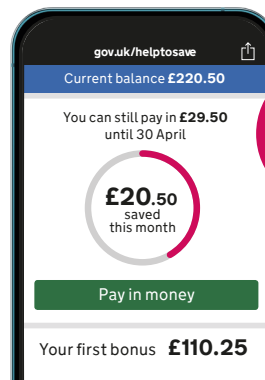 gov.uk/helptosave
Current balance £220.50
You can still pay in £29.50
until 30 April
£20.50
saved
this month
Pay in money
Your first bonus £110.25